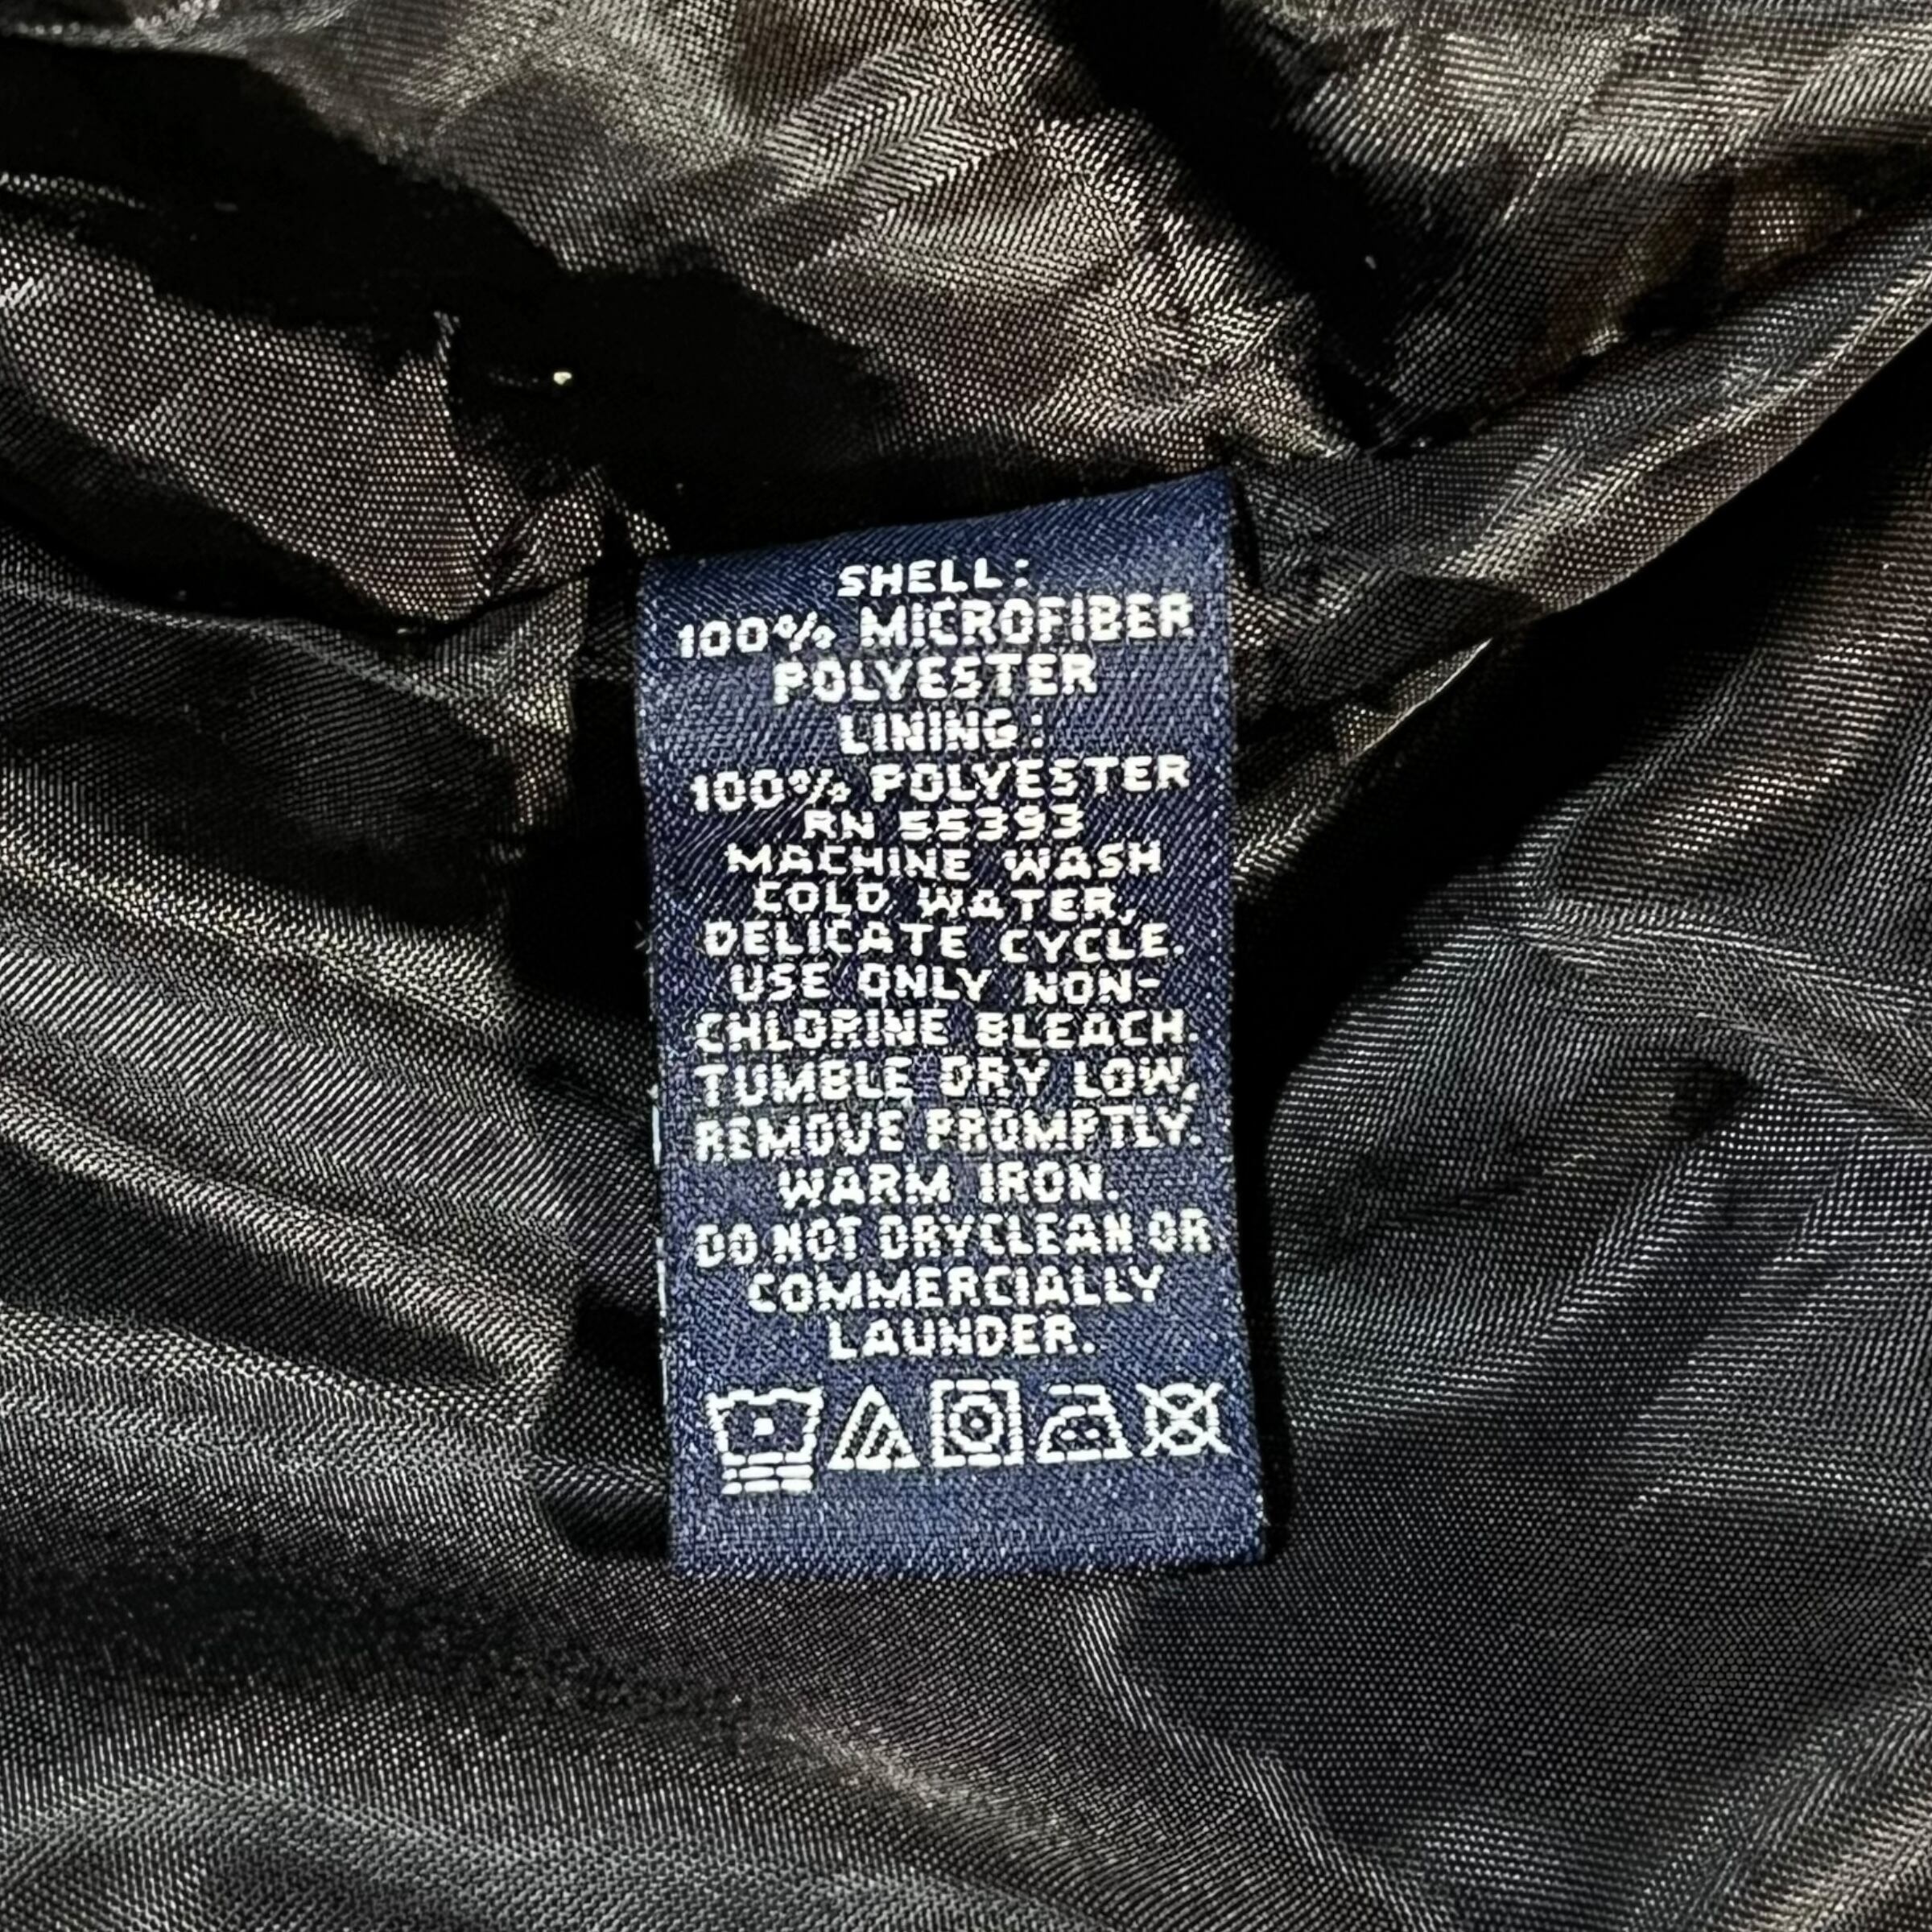 SHELL:
100% MICROFIBER
POLYESTER
LINING:
100% POLYESTER
RN 55393
MACHINE WASH
COLD WATER,
DELICATE CYCLE.
USE ONLY NON-
CHLORINE BLEACH.
TUMBLE DRY LOW,
REMOVE PROMPTLY.
WARM IRON.
DO NOT DRYCLEAN OR
COMMERCIALLY
LAUNDER.